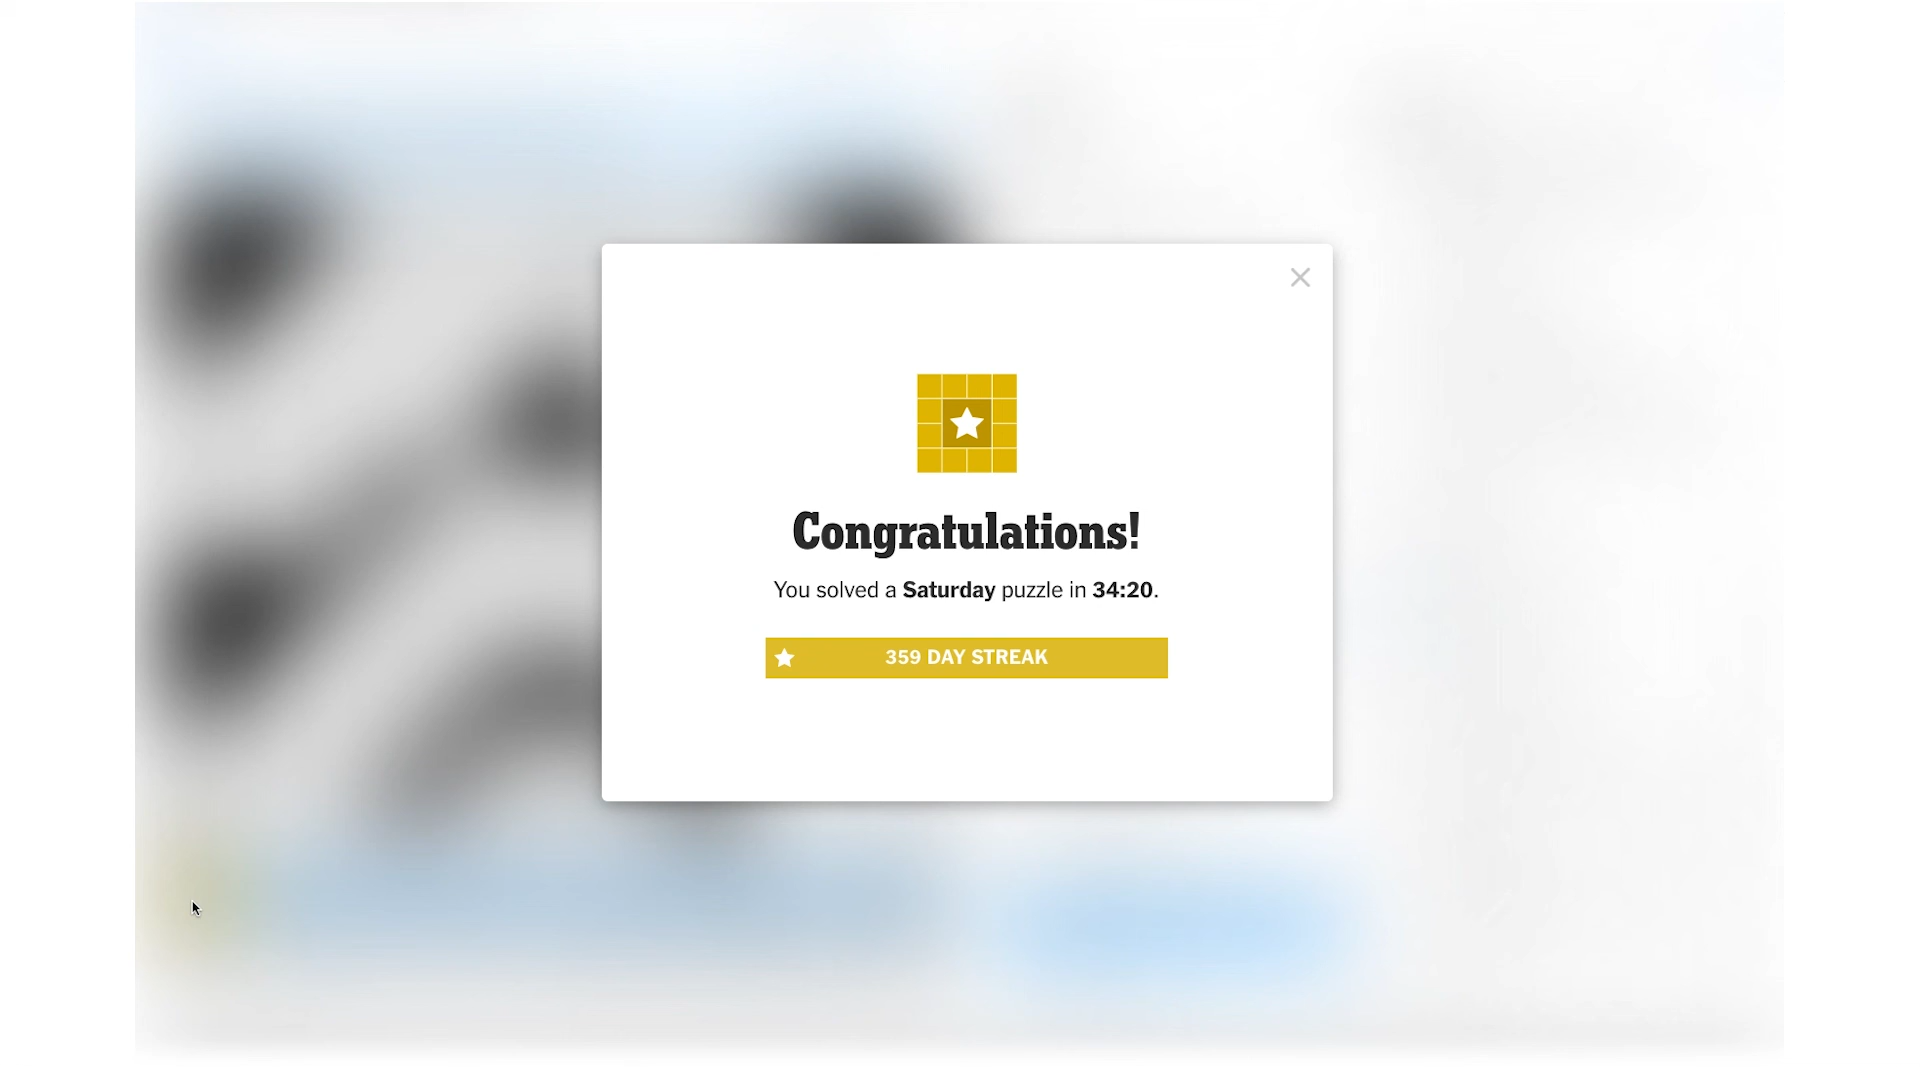 Congratulations!
You solved a Saturday puzzle in 34:20.
359 DAY STREAK